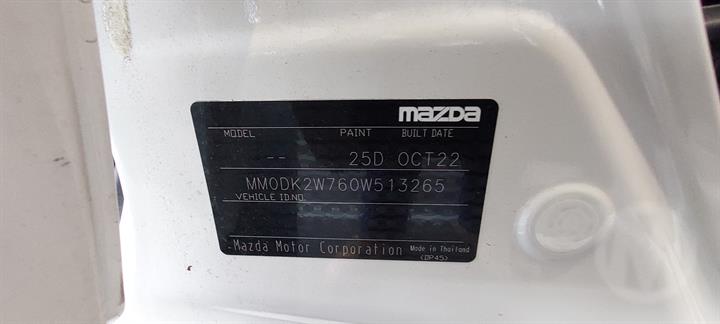 mazda
MODEL PAINT BUILT DATE
-- 25D OCT22
MM0DK2W760W513265
VEHICLE ID.NO.
Mazda Motor Corporation Made in Thailand
(DP45)